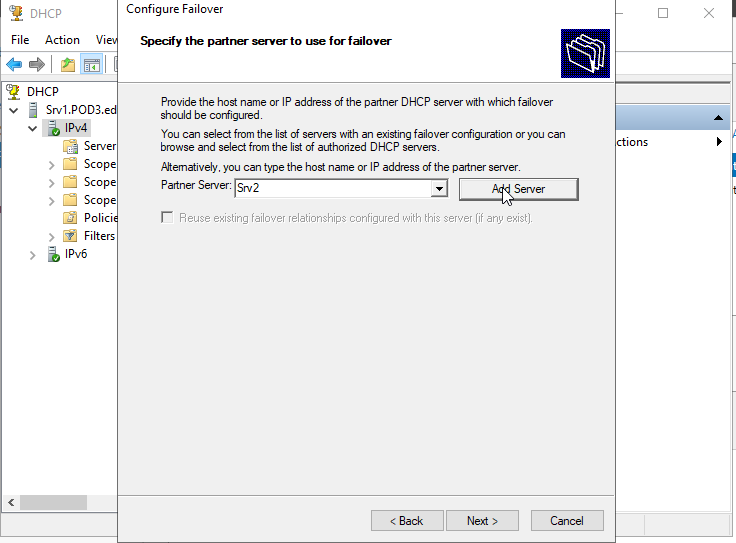 DHCP
File Action View
DHCP
Srv1.POD3.ed
IPv4
Server
Scope
Scope
Scope
Policie
Filters
IPv6
Configure Failover
Specify the partner server to use for failover
Provide the host name or IP address of the partner DHCP server with which failover
should be configured.
You can select from the list of servers with an existing failover configuration or you can
browse and select from the list of authorized DHCP servers.
Alternatively, you can type the host name or IP address of the partner server.
Partner Server: Srv2 Add Server
Reuse existing failover relationships configured with this server (if any exist).
< Back Next > Cancel
ctions